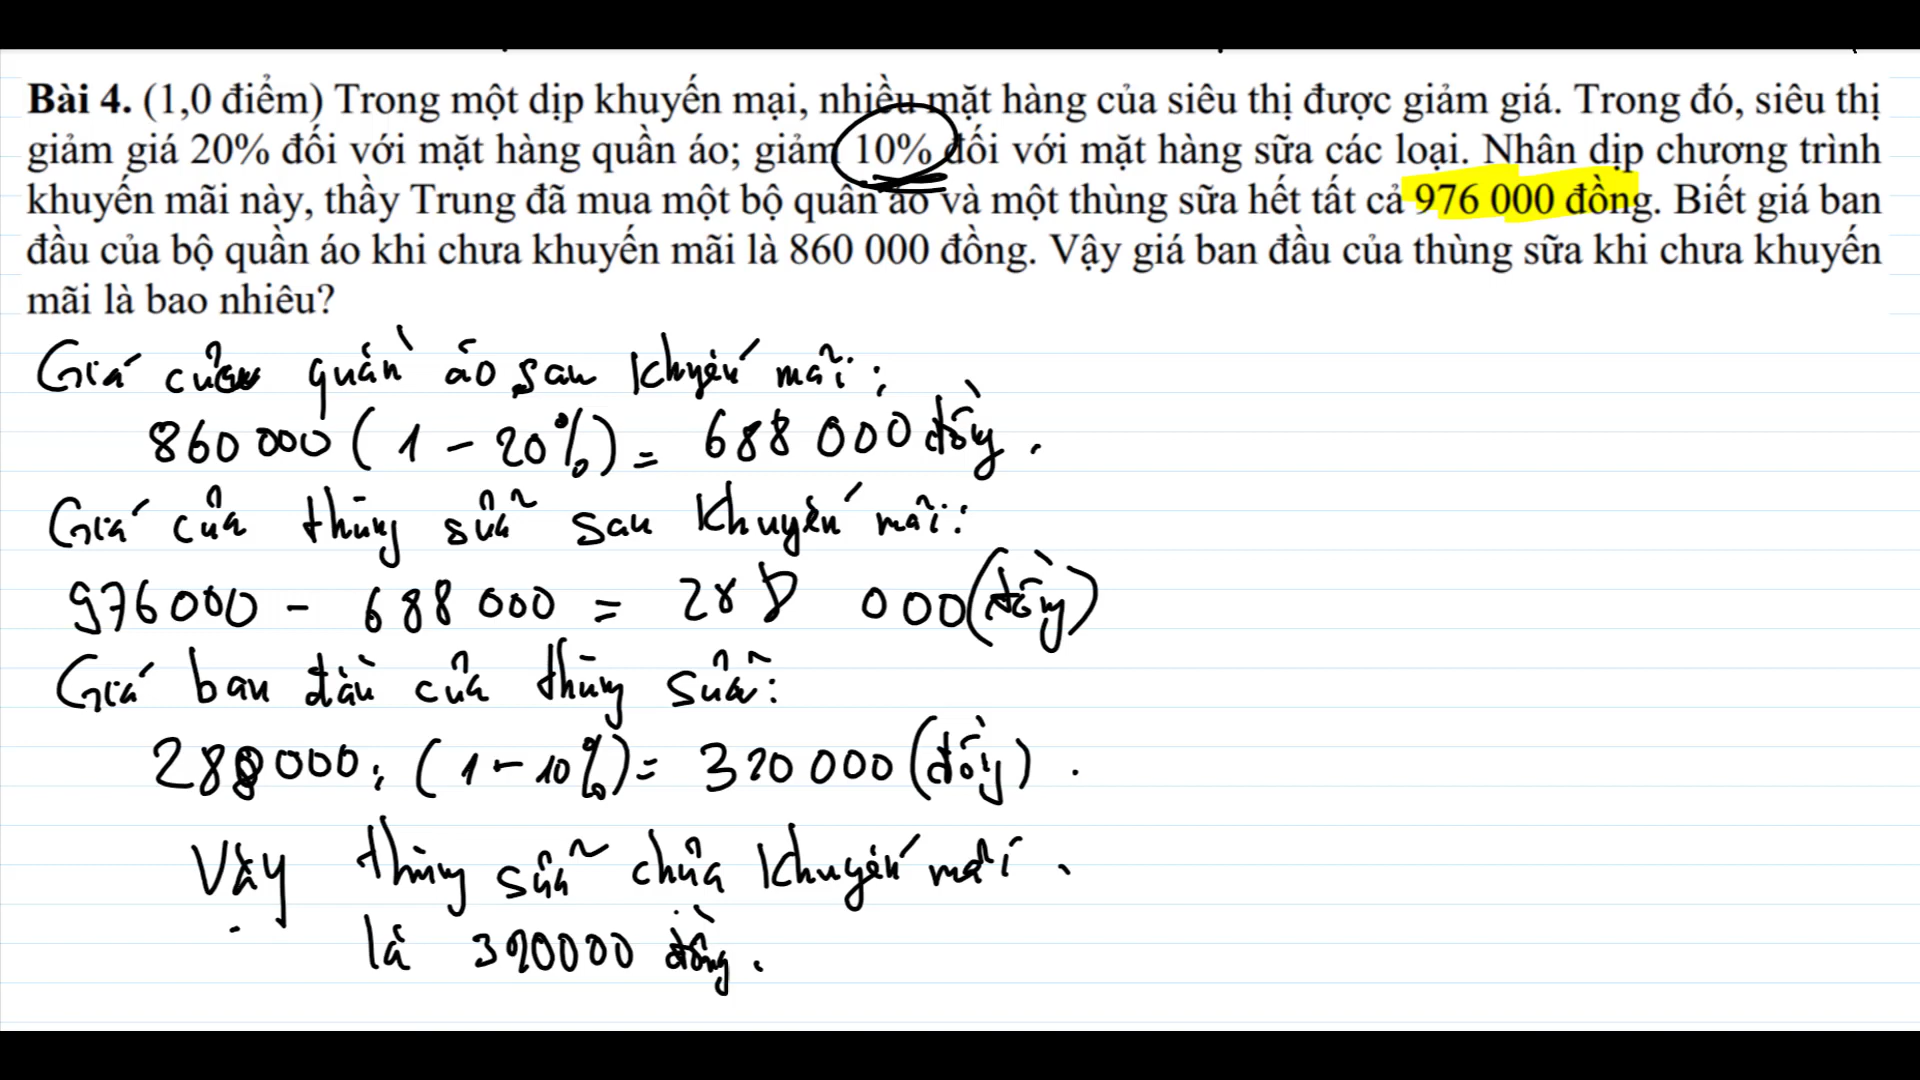 Bài 4. (1,0 điểm) Trong một dịp khuyến mại, nhiều mặt hàng của siêu thị được giảm giá. Trong đó, siêu thị
giảm giá 20% đối với mặt hàng quần áo; giảm 10% đối với mặt hàng sữa các loại. Nhân dịp chương trình
khuyến mãi này, thầy Trung đã mua một bộ quần áo và một thùng sữa hết tất cả 976 000 đồng. Biết giá ban
đầu của bộ quần áo khi chưa khuyến mãi là 860 000 đồng. Vậy giá ban đầu của thùng sữa khi chưa khuyến
mãi là bao nhiêu?
Giá của quần áo sau khuyến mãi:
860 000 (1 - 20%) = 688 000 đồng.
Giá của thùng sữa sau khuyến mãi:
976 000 - 688 000 = 288 000 (đồng)
Giá ban đầu của thùng sữa:
288 000 : (1 - 10%) = 320 000 (đồng).
Vậy thùng sữa chưa khuyến mãi
là 320000 đồng.